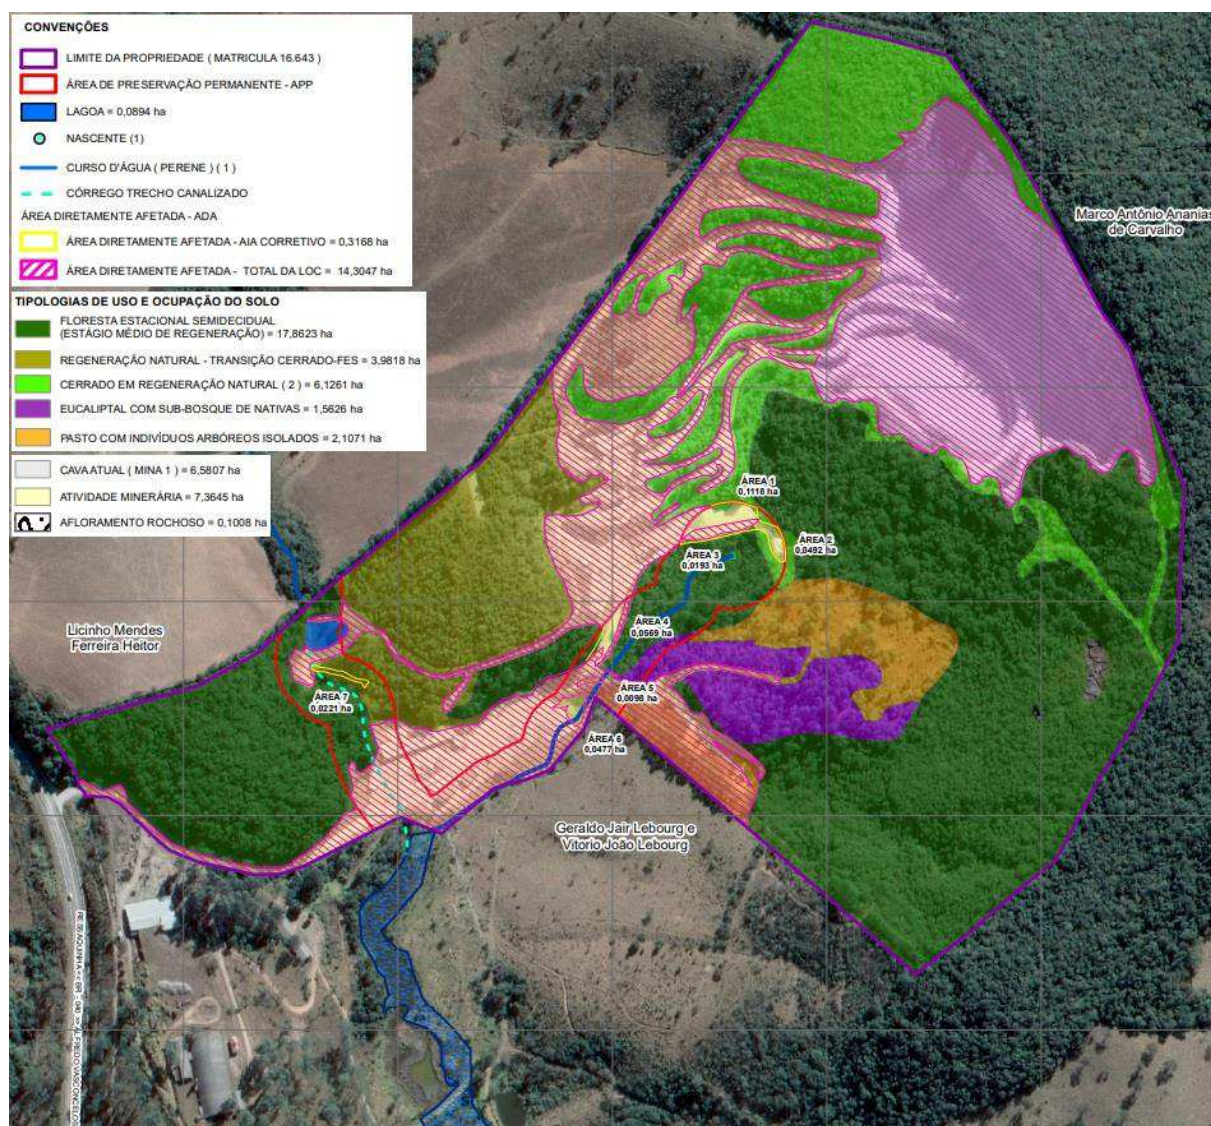 CONVENÇÕES
LIMITE DA PROPRIEDADE ( MATRICULA 16.643 )
ÁREA DE PRESERVAÇÃO PERMANENTE - APP
LAGOA = 0,0894 ha
NASCENTE (1)
CURSO D'ÁGUA ( PERENE ) ( 1 )
CÓRREGO TRECHO CANALIZADO
ÁREA DIRETAMENTE AFETADA - ADA
ÁREA DIRETAMENTE AFETADA - AIA CORRETIVO = 0,3168 ha
ÁREA DIRETAMENTE AFETADA - TOTAL DA LOC = 14,3047 ha
TIPOLOGIAS DE USO E OCUPAÇÃO DO SOLO
FLORESTA ESTACIONAL SEMIDECIDUAL
(ESTÁGIO MÉDIO DE REGENERAÇÃO) = 17,8623 ha
REGENERAÇÃO NATURAL - TRANSIÇÃO CERRADO-FES = 3,9818 ha
CERRADO EM REGENERAÇÃO NATURAL ( 2 ) = 6,1261 ha
EUCALIPTAL COM SUB-BOSQUE DE NATIVAS = 1,5626 ha
PASTO COM INDIVÍDUOS ARBÓREOS ISOLADOS = 2,1071 ha
CAVA ATUAL ( MINA 1 ) = 6,5807 ha
ATIVIDADE MINERÁRIA = 7,3645 ha
AFLORAMENTO ROCHOSO = 0,1008 ha
Marco Antônio Ananias
de Carvalho
ÁREA 1
0,1118 ha
ÁREA 2
0,0492 ha
ÁREA 3
0,0193 ha
ÁREA 4
0,0569 ha
Licinho Mendes
Ferreira Heitor
ÁREA 5
0,0098 ha
ÁREA 7
0,0221 ha
ÁREA 6
0,0477 ha
Geraldo Jair Lebourg e
Vitorio João Lebourg
RESSAQUINHA << BR - 040 >> ALFREDO VASCONCELOS